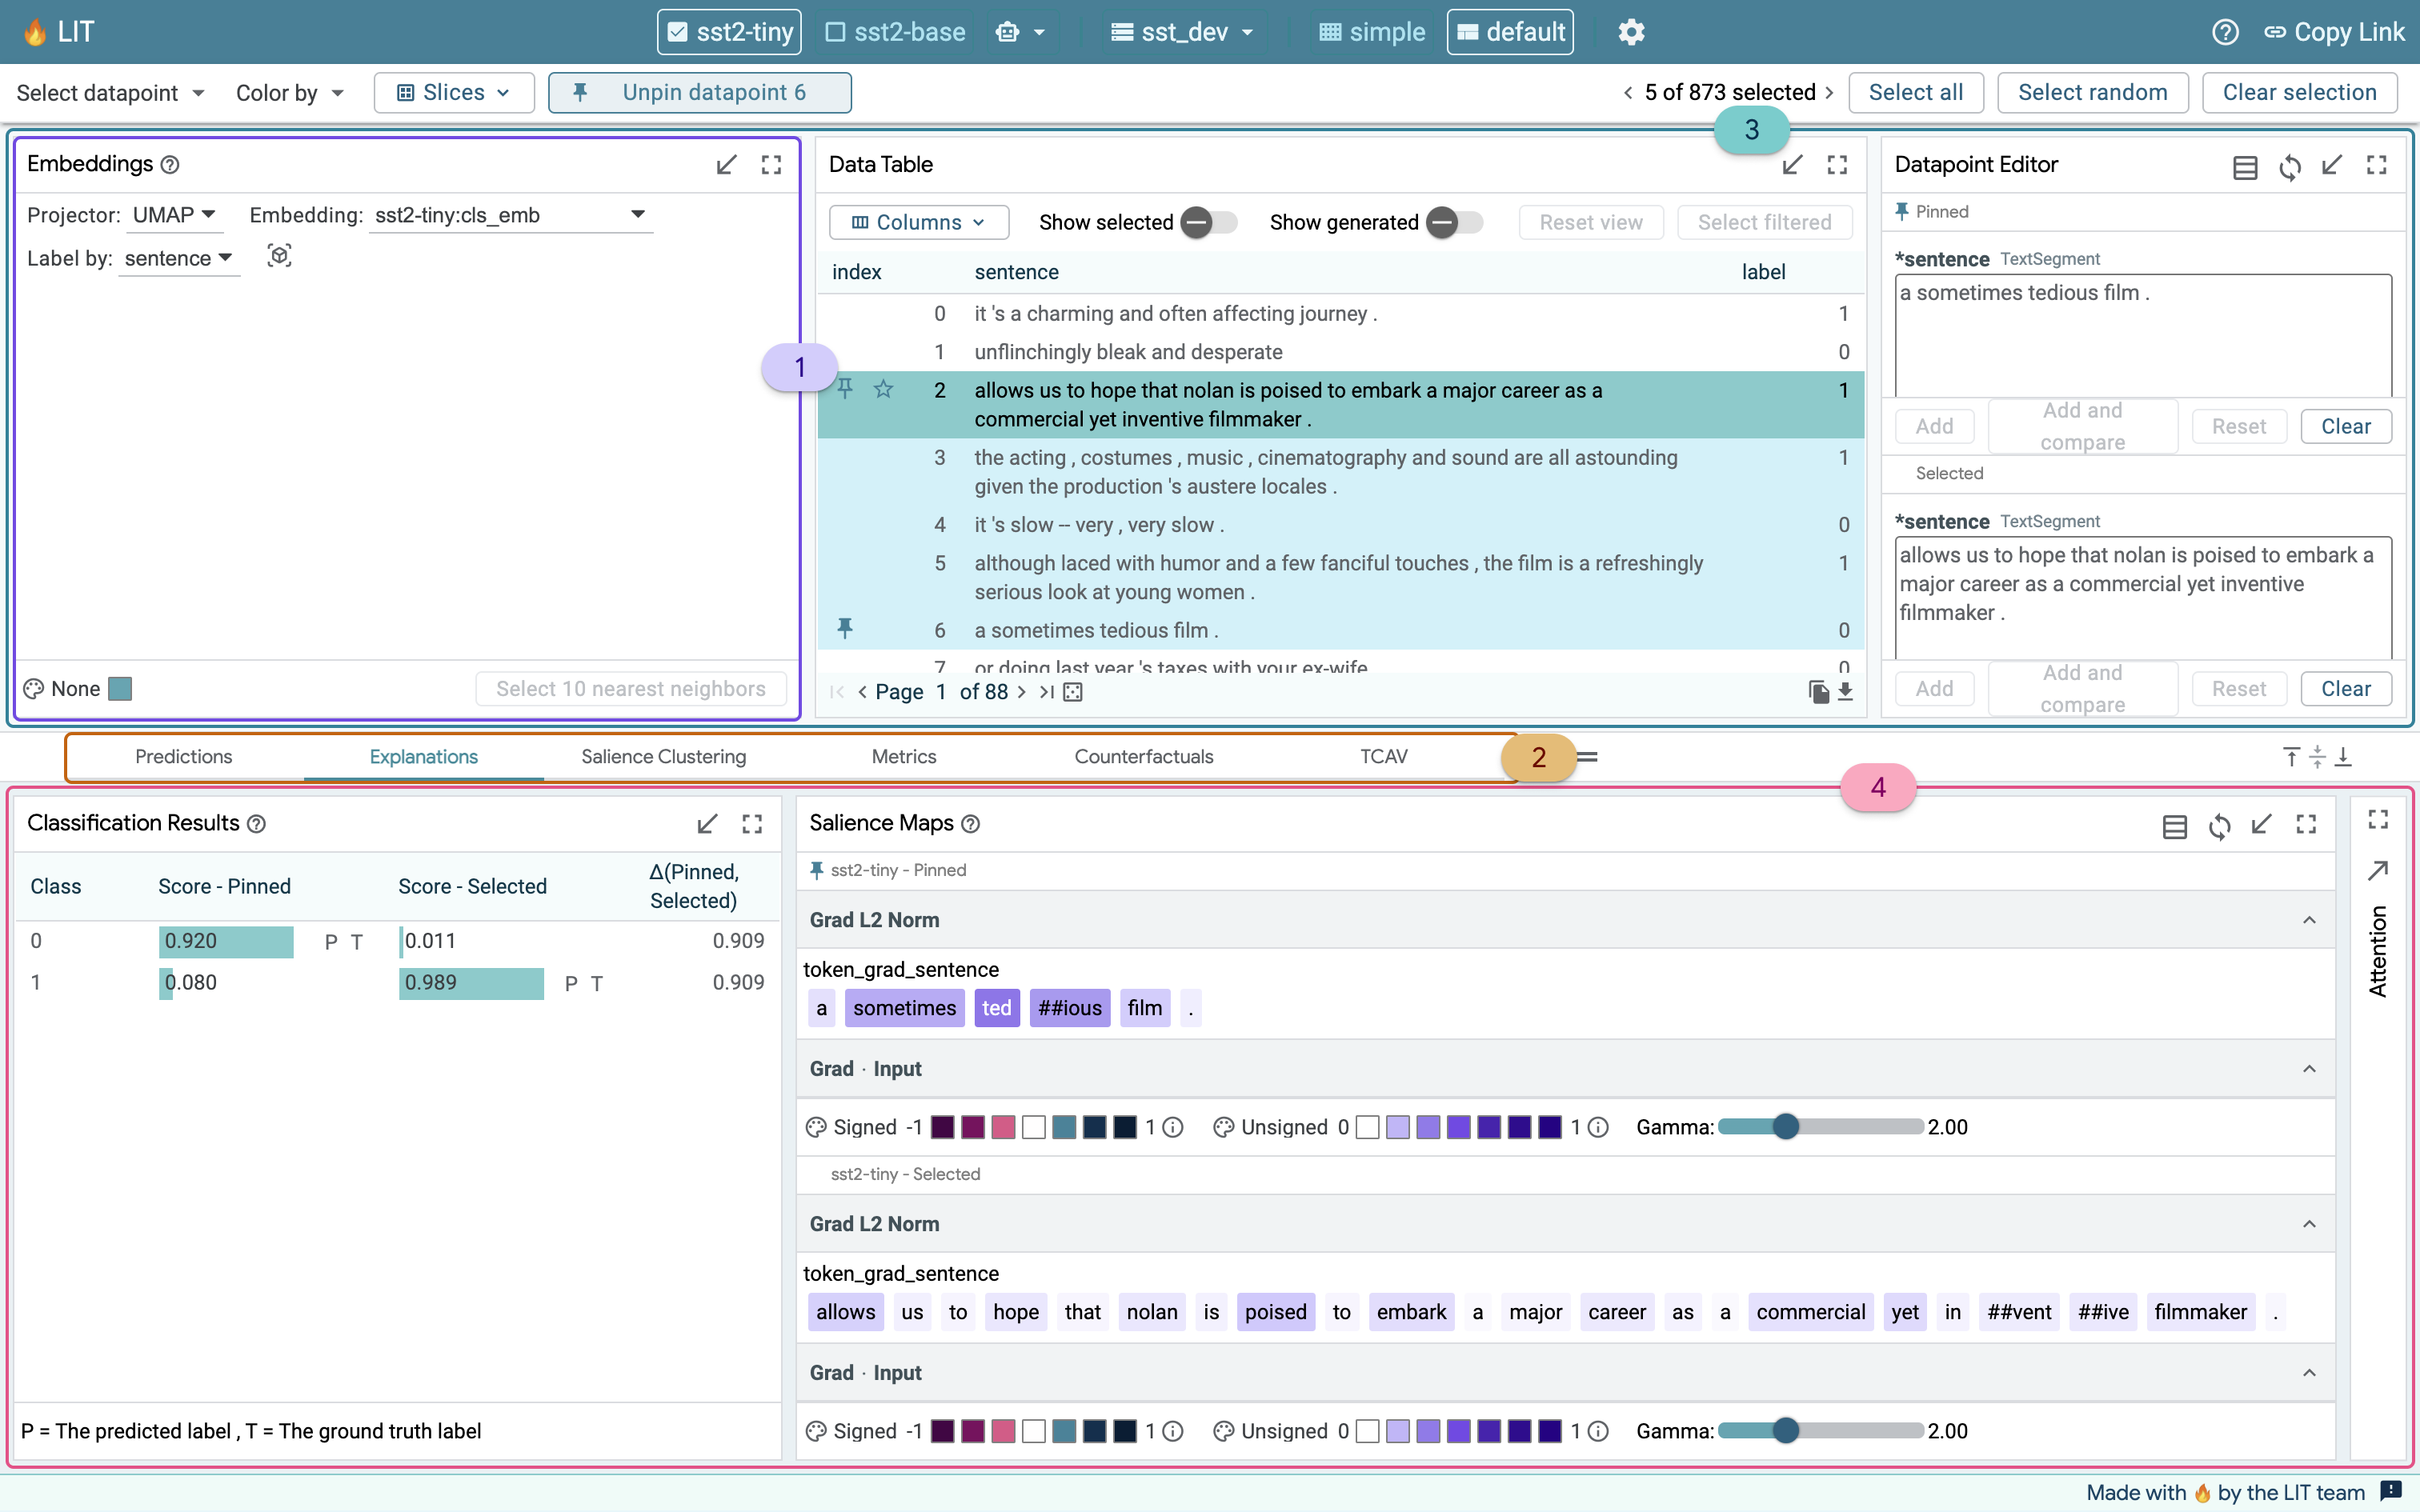 LIT
sst2-tiny
sst2-base
sst_dev
simple
default
Copy Link
Select datapoint
Color by
Slices
Unpin datapoint 6
5 of 873 selected
Select all
Select random
Clear selection
3
Embeddings
Projector: UMAP
Embedding: sst2-tiny:cls_emb
Label by: sentence
None
Select 10 nearest neighbors
1
Data Table
Columns
Show selected
Show generated
Reset view
Select filtered
index sentence label
0 it 's a charming and often affecting journey . 1
1 unflinchingly bleak and desperate 0
2 allows us to hope that nolan is poised to embark a major career as a 1
commercial yet inventive filmmaker .
3 the acting , costumes , music , cinematography and sound are all astounding 1
given the production 's austere locales .
4 it 's slow -- very , very slow . 0
5 although laced with humor and a few fanciful touches , the film is a refreshingly 1
serious look at young women .
6 a sometimes tedious film . 0
7 or doing last year 's taxes with your ex-wife 0
Page 1 of 88
Datapoint Editor
Pinned
*sentence TextSegment
a sometimes tedious film .
Add
Add and
compare
Reset
Clear
Selected
*sentence TextSegment
allows us to hope that nolan is poised to embark a
major career as a commercial yet inventive
filmmaker .
Add
Add and
compare
Reset
Clear
Predictions
Explanations
Salience Clustering
Metrics
Counterfactuals
TCAV
2
4
Classification Results
Class Score - Pinned Score - Selected Δ(Pinned,
Selected)
0 0.920 P T 0.011 0.909
1 0.080 0.989 P T 0.909
P = The predicted label , T = The ground truth label
Salience Maps
sst2-tiny - Pinned
Grad L2 Norm
token_grad_sentence
a sometimes ted ##ious film .
Grad · Input
Signed -1 1 Unsigned 0 1 Gamma: 2.00
sst2-tiny - Selected
Grad L2 Norm
token_grad_sentence
allows us to hope that nolan is poised to embark a major career as a commercial yet in ##vent ##ive filmmaker .
Grad · Input
Signed -1 1 Unsigned 0 1 Gamma: 2.00
Attention
Made with 🔥 by the LIT team